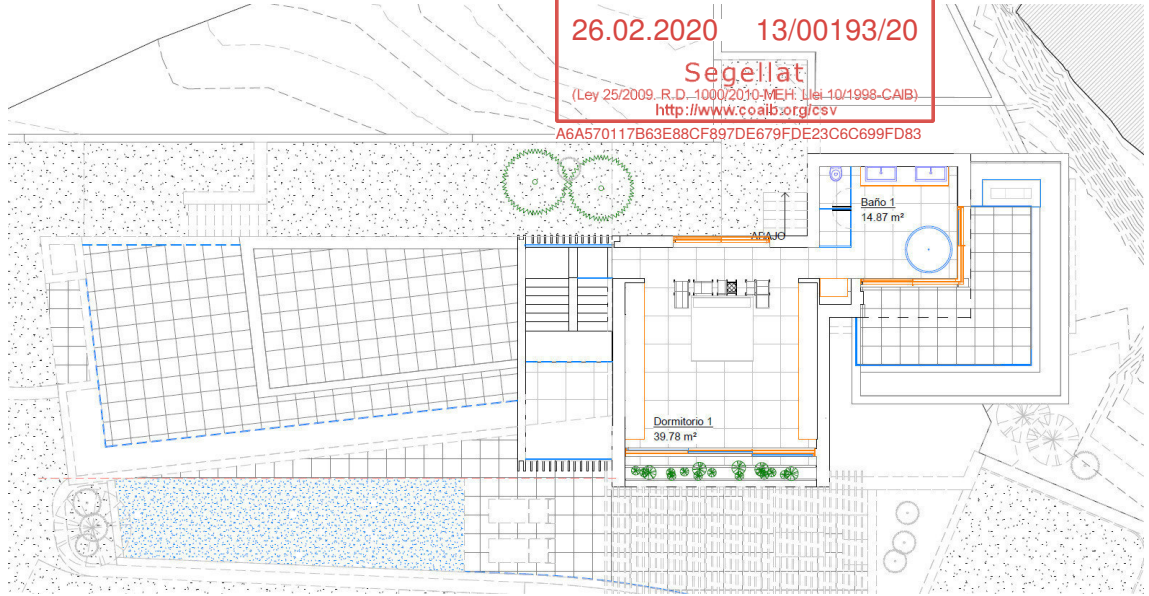 26.02.2020 13/00193/20
Segellat
(Ley 25/2009. R.D. 1000/2010-MEH. Llei 10/1998-CAIB)
http://www.coaib.org/csv
A6A570117B63E88CF897DE679FDE23C6C699FD83
Baño 1
14.87 m²
ABAJO
Dormitorio 1
39.78 m²